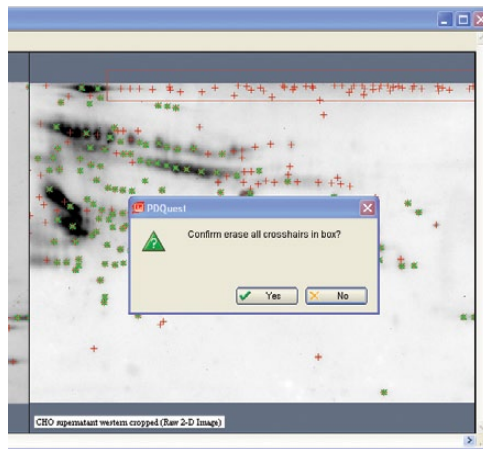 PDQuest
Confirm erase all crosshairs in box?
Yes
No
CHO supernatant western cropped (Raw 2-D Image)